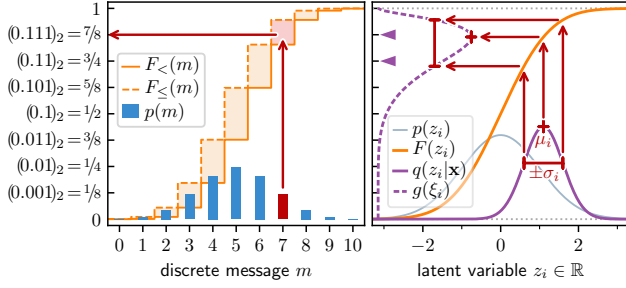 1
(0.111)₂ = 7/8
(0.11)₂ = 3/4
(0.101)₂ = 5/8
(0.1)₂ = 1/2
(0.011)₂ = 3/8
(0.01)₂ = 1/4
(0.001)₂ = 1/8
0
F<(m)
F≤(m)
p(m)
0 1 2 3 4 5 6 7 8 9 10
discrete message m
p(zᵢ)
F(zᵢ)
q(zᵢ|x)
g(ξᵢ)
μᵢ
±σᵢ
−2 0 2
latent variable zᵢ ∈ ℝ